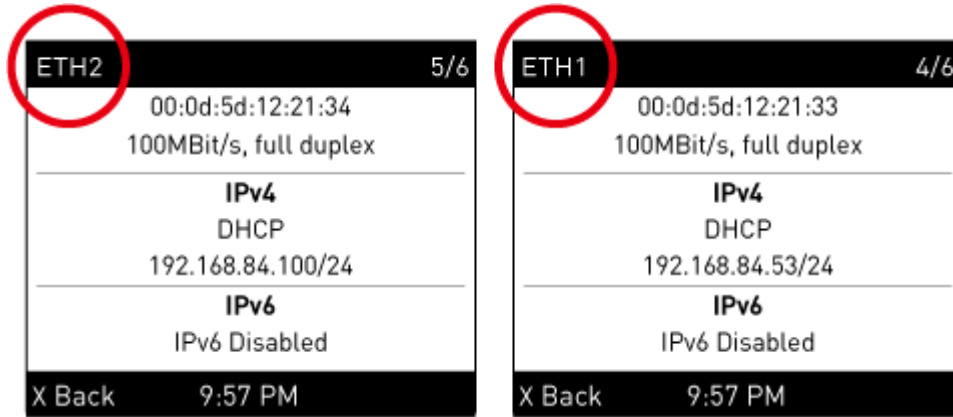 ETH2 5/6
00:0d:5d:12:21:34
100MBit/s, full duplex
IPv4
DHCP
192.168.84.100/24
IPv6
IPv6 Disabled
X Back 9:57 PM
ETH1 4/6
00:0d:5d:12:21:33
100MBit/s, full duplex
IPv4
DHCP
192.168.84.53/24
IPv6
IPv6 Disabled
X Back 9:57 PM